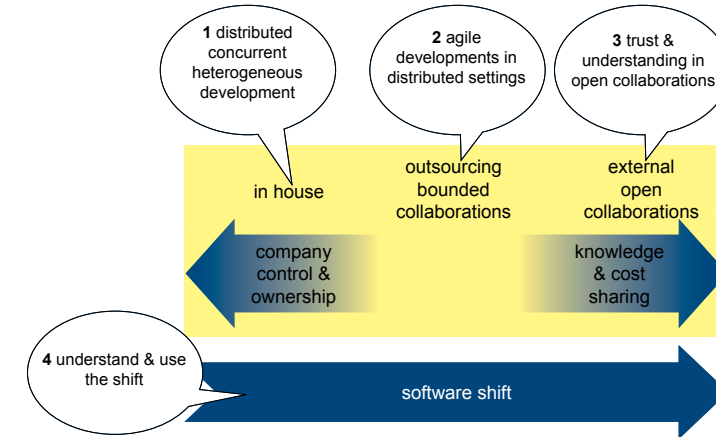 1 distributed
concurrent
heterogeneous
development
2 agile
developments in
distributed settings
3 trust &
understanding in
open collaborations
in house
outsourcing
bounded
collaborations
external
open
collaborations
company
control &
ownership
knowledge
& cost
sharing
4 understand & use
the shift
software shift